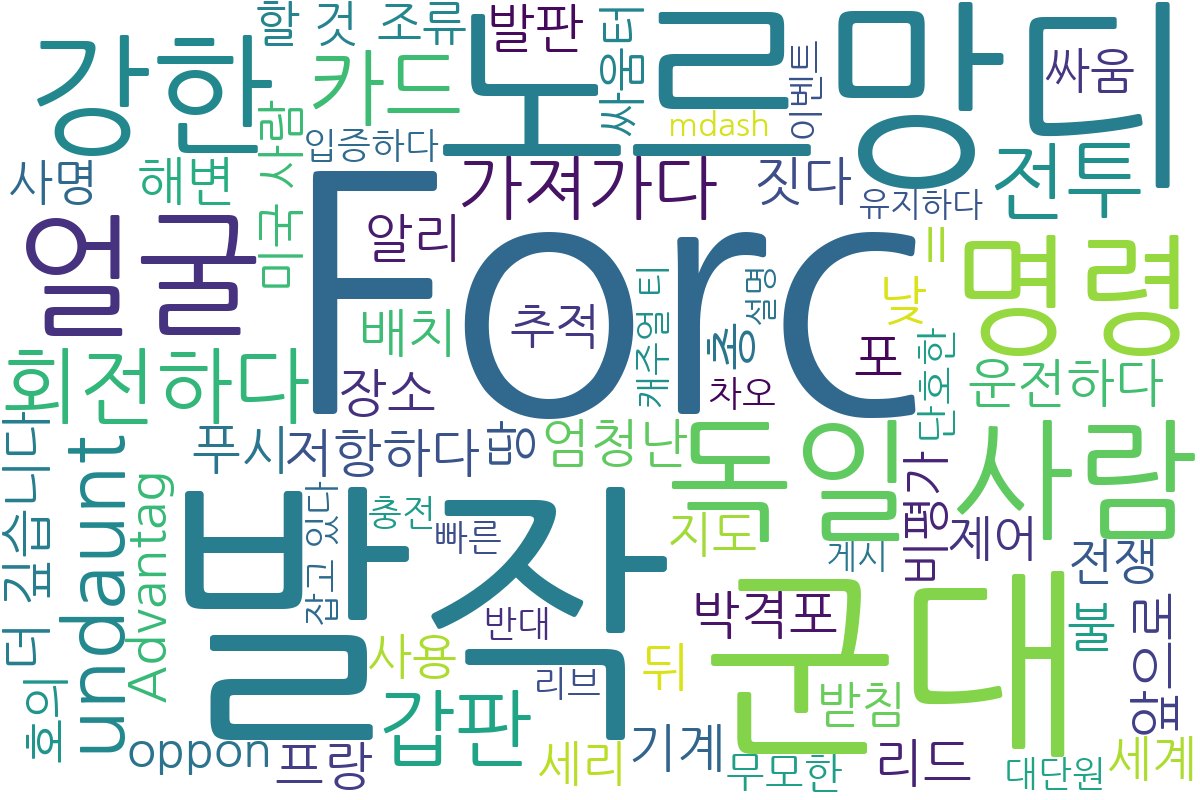 할 것
조류
발판
노르망디
강한
카드
싸움터
이벤트
싸움
mdash
사람
미국
입증하다
사명
해변
얼굴
Forc
가져가다
짓다
유지하다
전투
알리
=
명령
배치
추적
캐주얼 티
설명
총
낮
포
단호한
회전하다
장소
차오
운전하다
더 깊습니다
undaunt
Advantag
푸시
저항하다
땅
엄청난
독일
사람
발작
잡고 있다
충전
빠른
지도
비평가
제어
게시
전쟁
군대
반대
박격포
불
앞으로
호의
사용
리브
뒤
받침
갑판
oppon
프랑
세리
기계
무모한
리드
대단원
세계